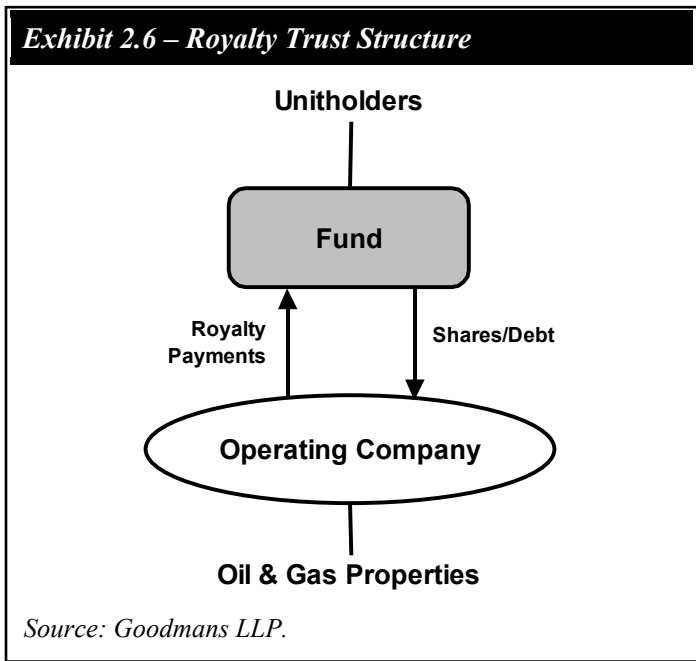 Exhibit 2.6 – Royalty Trust Structure
Unitholders
Fund
Royalty
Payments
Shares/Debt
Operating Company
Oil & Gas Properties
Source: Goodmans LLP.